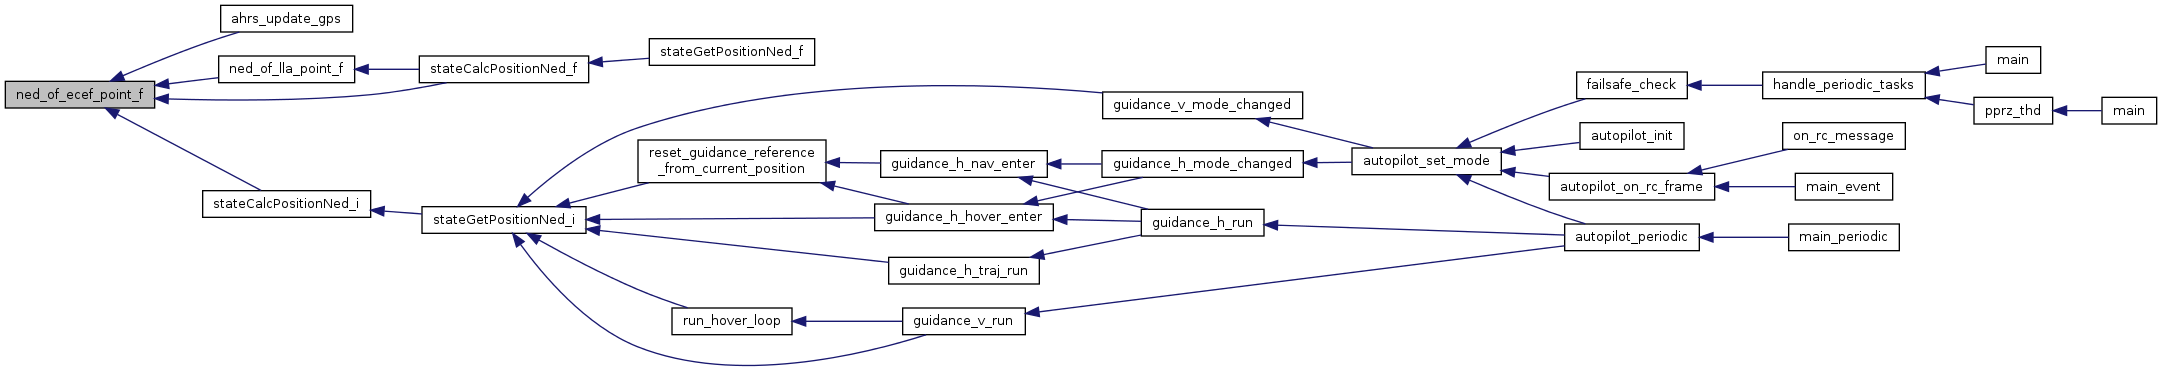 ned_of_ecef_point_f
ahrs_update_gps
ned_of_lla_point_f
stateCalcPositionNed_f
stateGetPositionNed_f
stateCalcPositionNed_i
stateGetPositionNed_i
guidance_v_mode_changed
reset_guidance_reference
_from_current_position
guidance_h_nav_enter
guidance_h_mode_changed
guidance_h_hover_enter
guidance_h_run
guidance_h_traj_run
run_hover_loop
guidance_v_run
autopilot_set_mode
failsafe_check
handle_periodic_tasks
main
pprz_thd
main
autopilot_init
autopilot_on_rc_frame
on_rc_message
main_event
autopilot_periodic
main_periodic